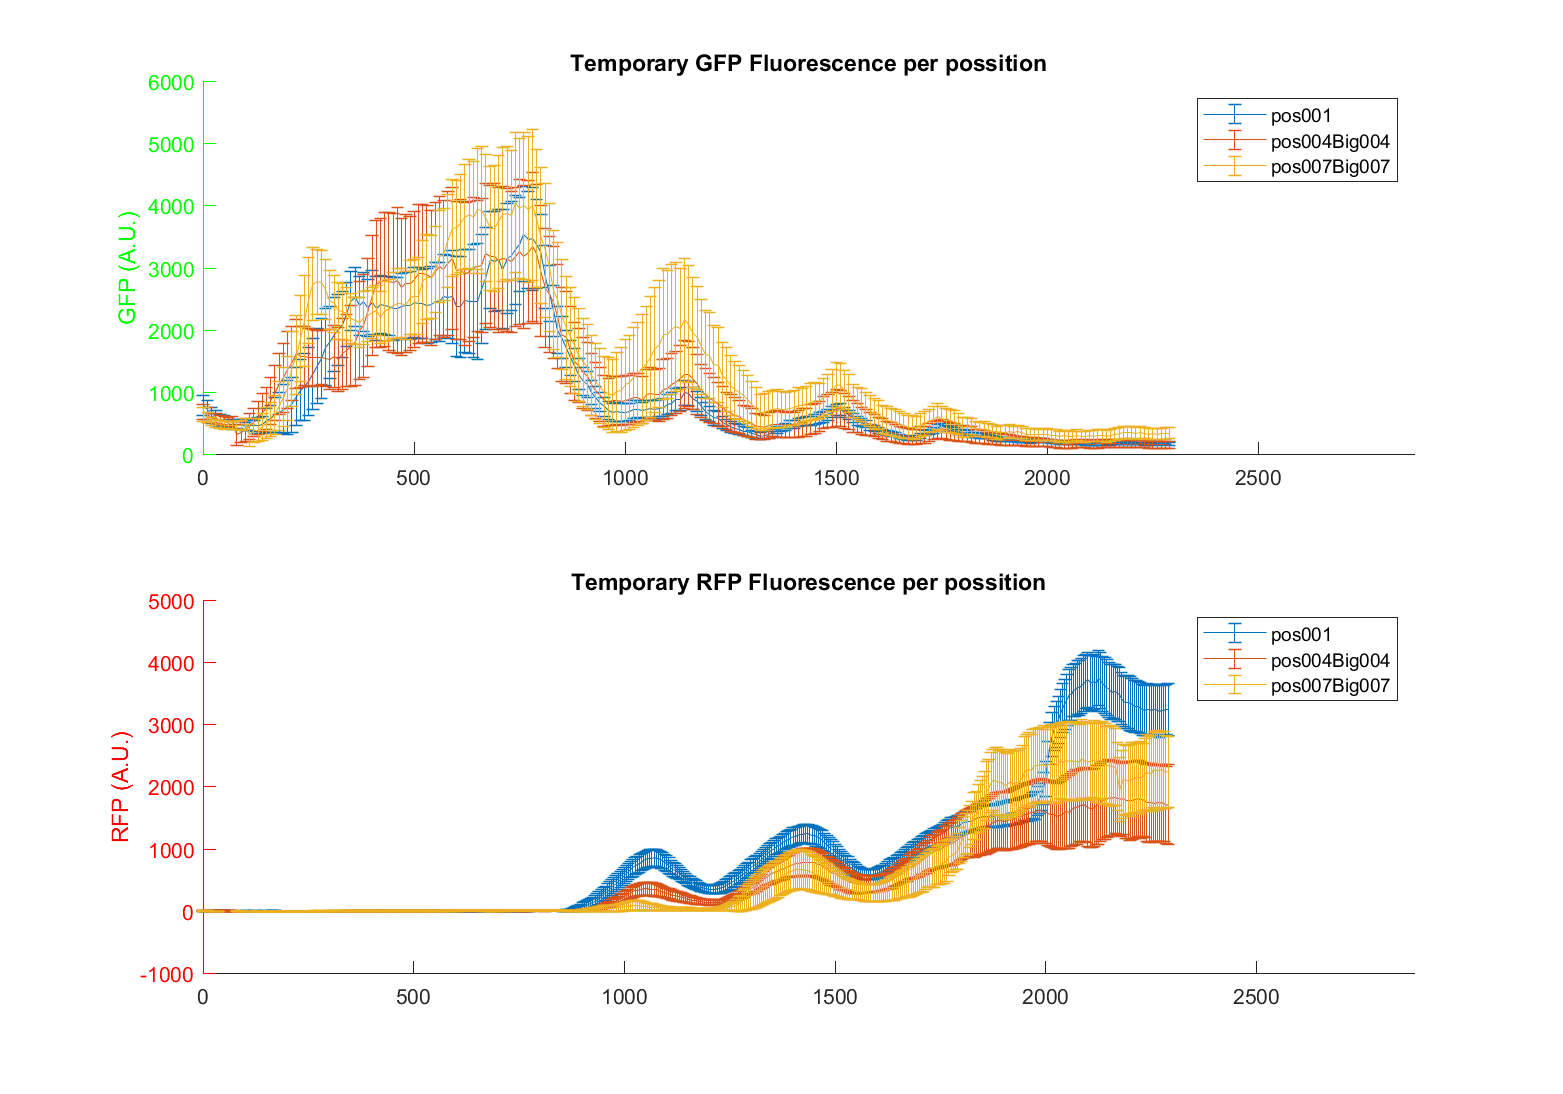 Temporary GFP Fluorescence per possition
6000
5000
4000
3000
2000
1000
0
GFP (A.U.)
0 500 1000 1500 2000 2500
pos001
pos004Big004
pos007Big007
Temporary RFP Fluorescence per possition
5000
4000
3000
2000
1000
0
-1000
RFP (A.U.)
0 500 1000 1500 2000 2500
pos001
pos004Big004
pos007Big007